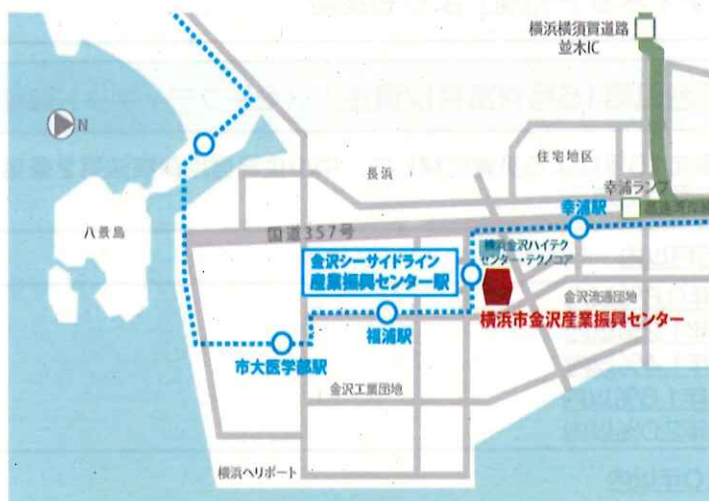 横浜横須賀道路
並木IC
N
住宅地区
長浜
幸浦ランプ
幸浦駅
国道357号
八景島
横浜金沢ハイテク
センター・テクノコア
金沢シーサイドライン
産業振興センター駅
金沢流通団地
横浜市金沢産業振興センター
福浦駅
市大医学部駅
金沢工業団地
横浜ヘリポート